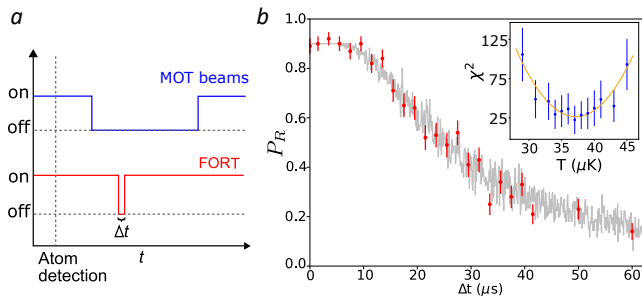 a
MOT beams
on
off
FORT
on
off
Δt
Atom
detection
t
b
1.0
0.8
0.6
0.4
0.2
0.0
P_R
0
10
20
30
40
50
60
Δt (μs)
125
75
25
χ²
30
35
40
45
T (μK)